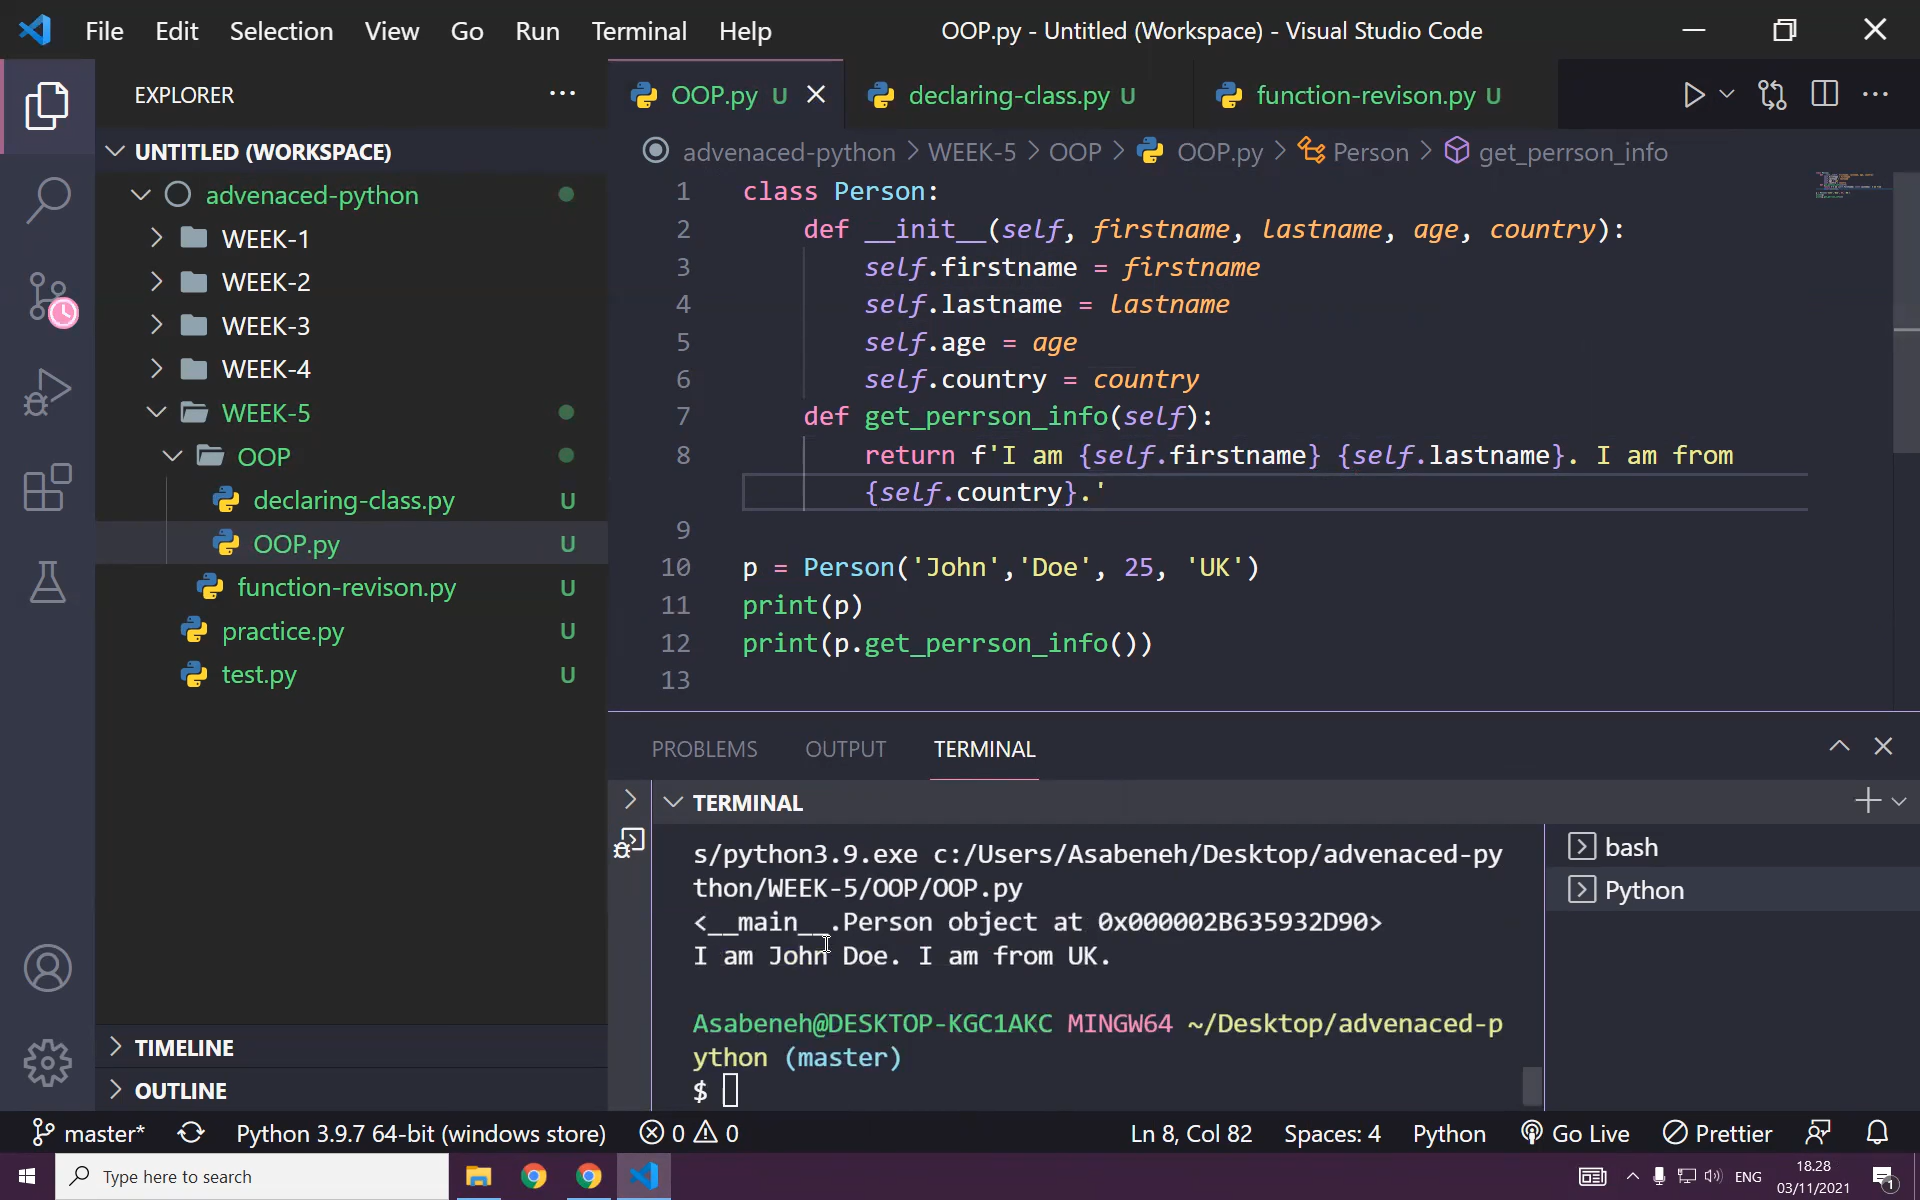 File Edit Selection View Go Run Terminal Help OOP.py - Untitled (Workspace) - Visual Studio Code
EXPLORER
UNTITLED (WORKSPACE)
advenaced-python
WEEK-1
WEEK-2
WEEK-3
WEEK-4
WEEK-5
OOP
declaring-class.py U
OOP.py U
function-revison.py U
practice.py U
test.py U
TIMELINE
OUTLINE
OOP.py U declaring-class.py U function-revison.py U
advenaced-python > WEEK-5 > OOP > OOP.py > Person > get_perrson_info
1 class Person:
2 def __init__(self, firstname, lastname, age, country):
3 self.firstname = firstname
4 self.lastname = lastname
5 self.age = age
6 self.country = country
7 def get_perrson_info(self):
8 return f'I am {self.firstname} {self.lastname}. I am from
{self.country}.'
9
10 p = Person('John','Doe', 25, 'UK')
11 print(p)
12 print(p.get_perrson_info())
13
PROBLEMS OUTPUT TERMINAL
TERMINAL
s/python3.9.exe c:/Users/Asabeneh/Desktop/advenaced-py
thon/WEEK-5/OOP/OOP.py
<__main__.Person object at 0x000002B635932D90>
I am John Doe. I am from UK.
Asabeneh@DESKTOP-KGC1AKC MINGW64 ~/Desktop/advenaced-p
ython (master)
$
bash
Python
master* Python 3.9.7 64-bit (windows store) 0 0 Ln 8, Col 82 Spaces: 4 Python Go Live Prettier
Type here to search
ENG
18.28
03/11/2021
1